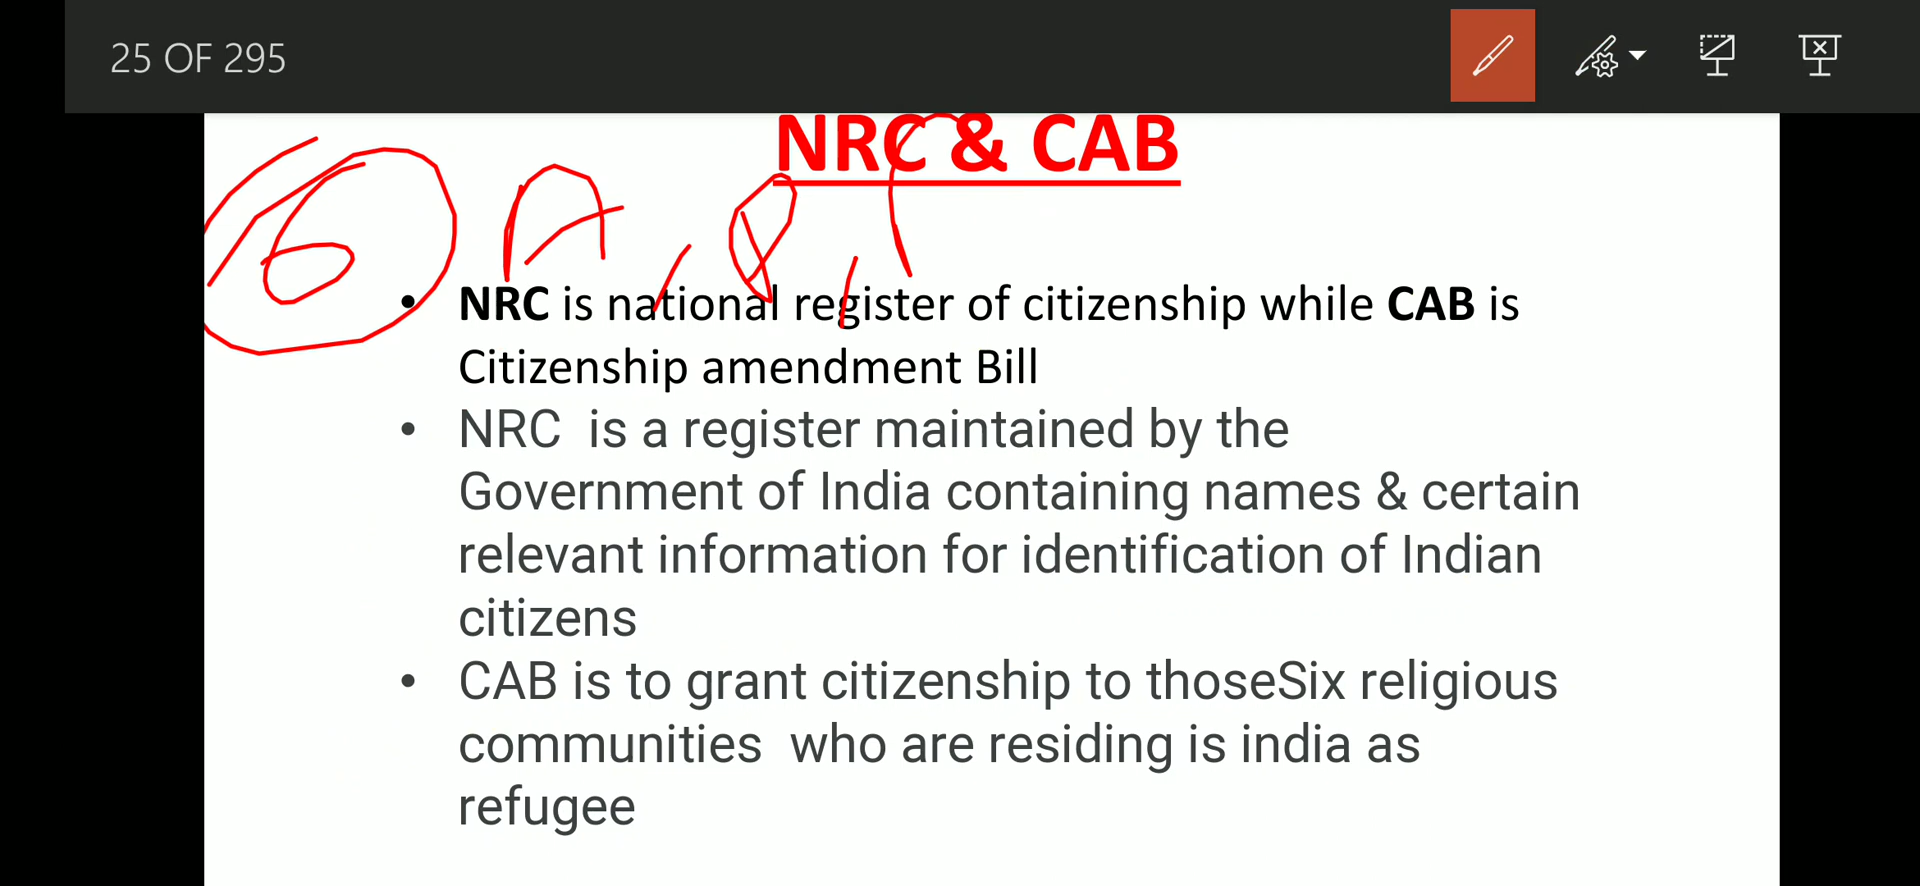 25 OF 295
NRC & CAB
6 A, B, P
• NRC is national register of citizenship while CAB is
Citizenship amendment Bill
• NRC is a register maintained by the
Government of India containing names & certain
relevant information for identification of Indian
citizens
• CAB is to grant citizenship to thoseSix religious
communities who are residing is india as
refugee